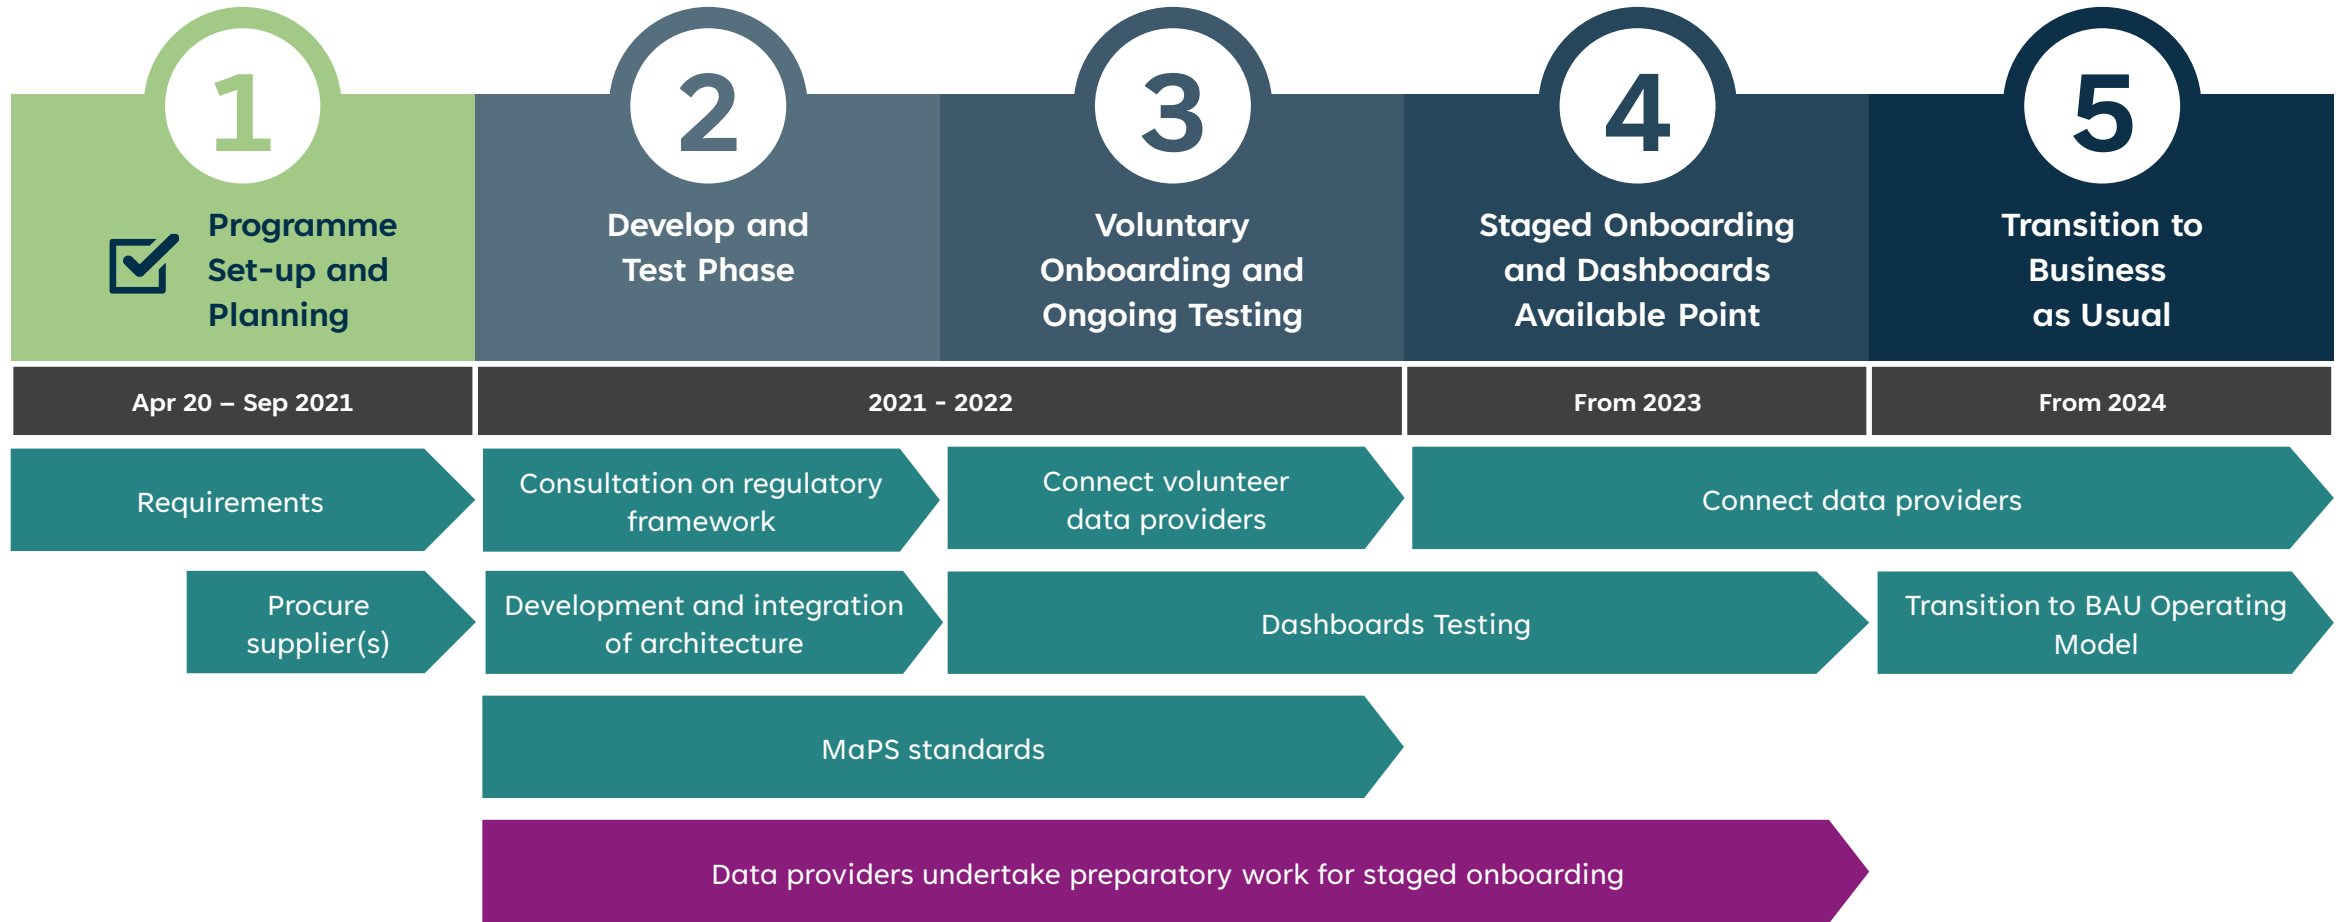 1
Programme
Set-up and
Planning
2
Develop and
Test Phase
3
Voluntary
Onboarding and
Ongoing Testing
4
Staged Onboarding
and Dashboards
Available Point
5
Transition to
Business
as Usual
Apr 20 – Sep 2021
2021 - 2022
From 2023
From 2024
Requirements
Consultation on regulatory
framework
Connect volunteer
data providers
Connect data providers
Procure
supplier(s)
Development and integration
of architecture
Dashboards Testing
Transition to BAU Operating
Model
MaPS standards
Data providers undertake preparatory work for staged onboarding